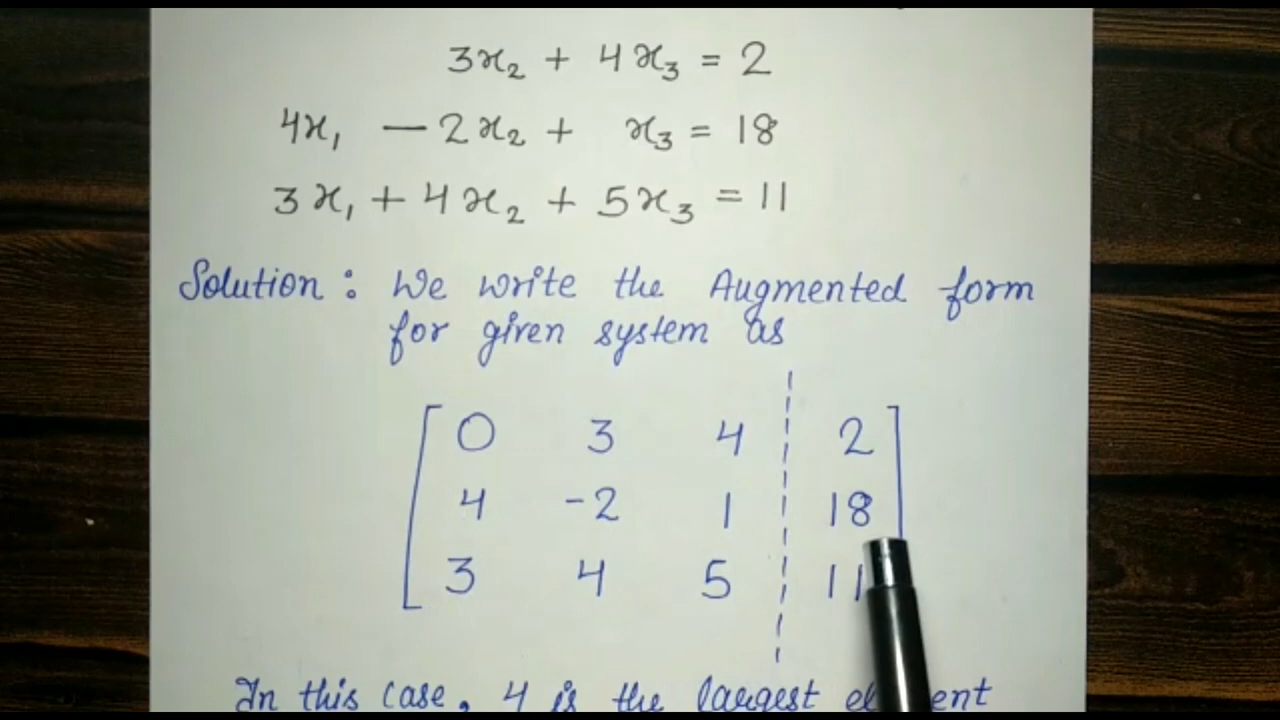 3x₂ + 4x₃ = 2
4x₁ — 2x₂ + x₃ = 18
3x₁ + 4x₂ + 5x₃ = 11
Solution : We write the Augmented form
for given system as
0 3 4 2
4 -2 1 18
3 4 5 11
In this case, 4 is the largest